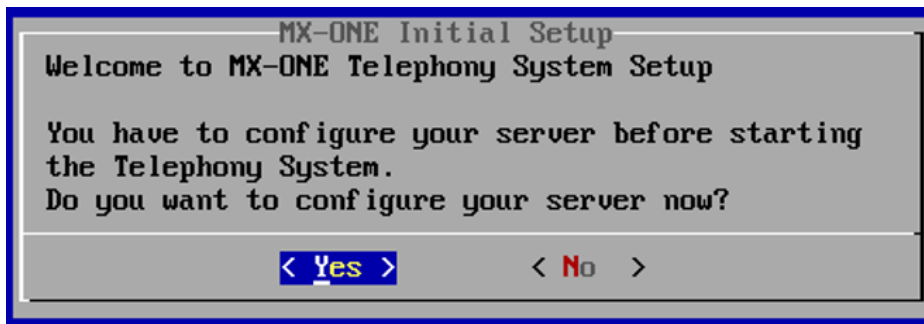 MX-ONE Initial Setup
Welcome to MX-ONE Telephony System Setup
You have to configure your server before starting
the Telephony System.
Do you want to configure your server now?
< Yes > < No >